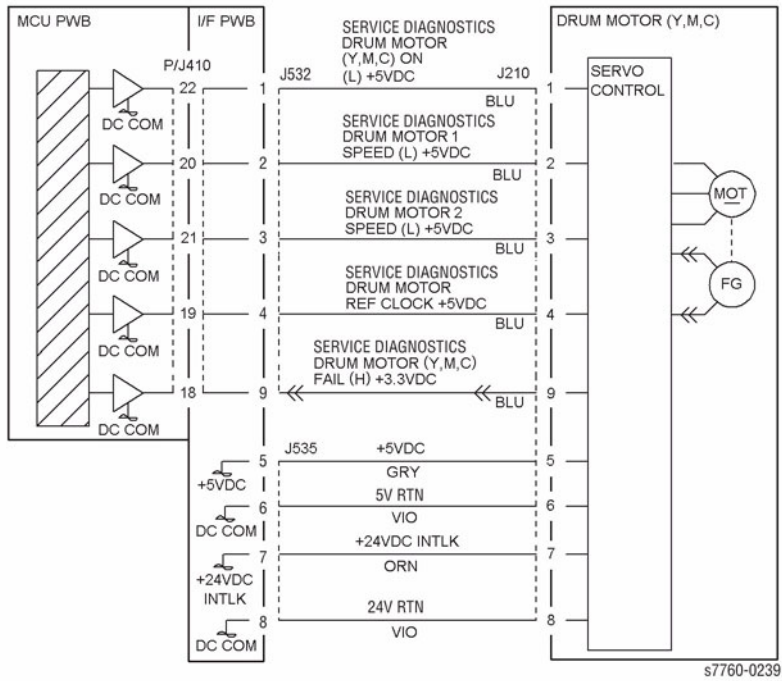 MCU PWB
I/F PWB
DRUM MOTOR (Y,M,C)
SERVICE DIAGNOSTICS
DRUM MOTOR
(Y,M,C) ON
(L) +5VDC
P/J410
J532
J210
SERVO
CONTROL
22
1
1
BLU
DC COM
SERVICE DIAGNOSTICS
DRUM MOTOR 1
SPEED (L) +5VDC
20
2
2
BLU
DC COM
MOT
SERVICE DIAGNOSTICS
DRUM MOTOR 2
SPEED (L) +5VDC
21
3
3
BLU
DC COM
FG
SERVICE DIAGNOSTICS
DRUM MOTOR
REF CLOCK +5VDC
19
4
4
BLU
DC COM
SERVICE DIAGNOSTICS
DRUM MOTOR (Y,M,C)
FAIL (H) +3.3VDC
18
9
9
BLU
DC COM
J535
+5VDC
5
5
+5VDC
GRY
5V RTN
6
6
DC COM
VIO
+24VDC INTLK
7
7
+24VDC
INTLK
ORN
24V RTN
8
8
DC COM
VIO
s7760-0239